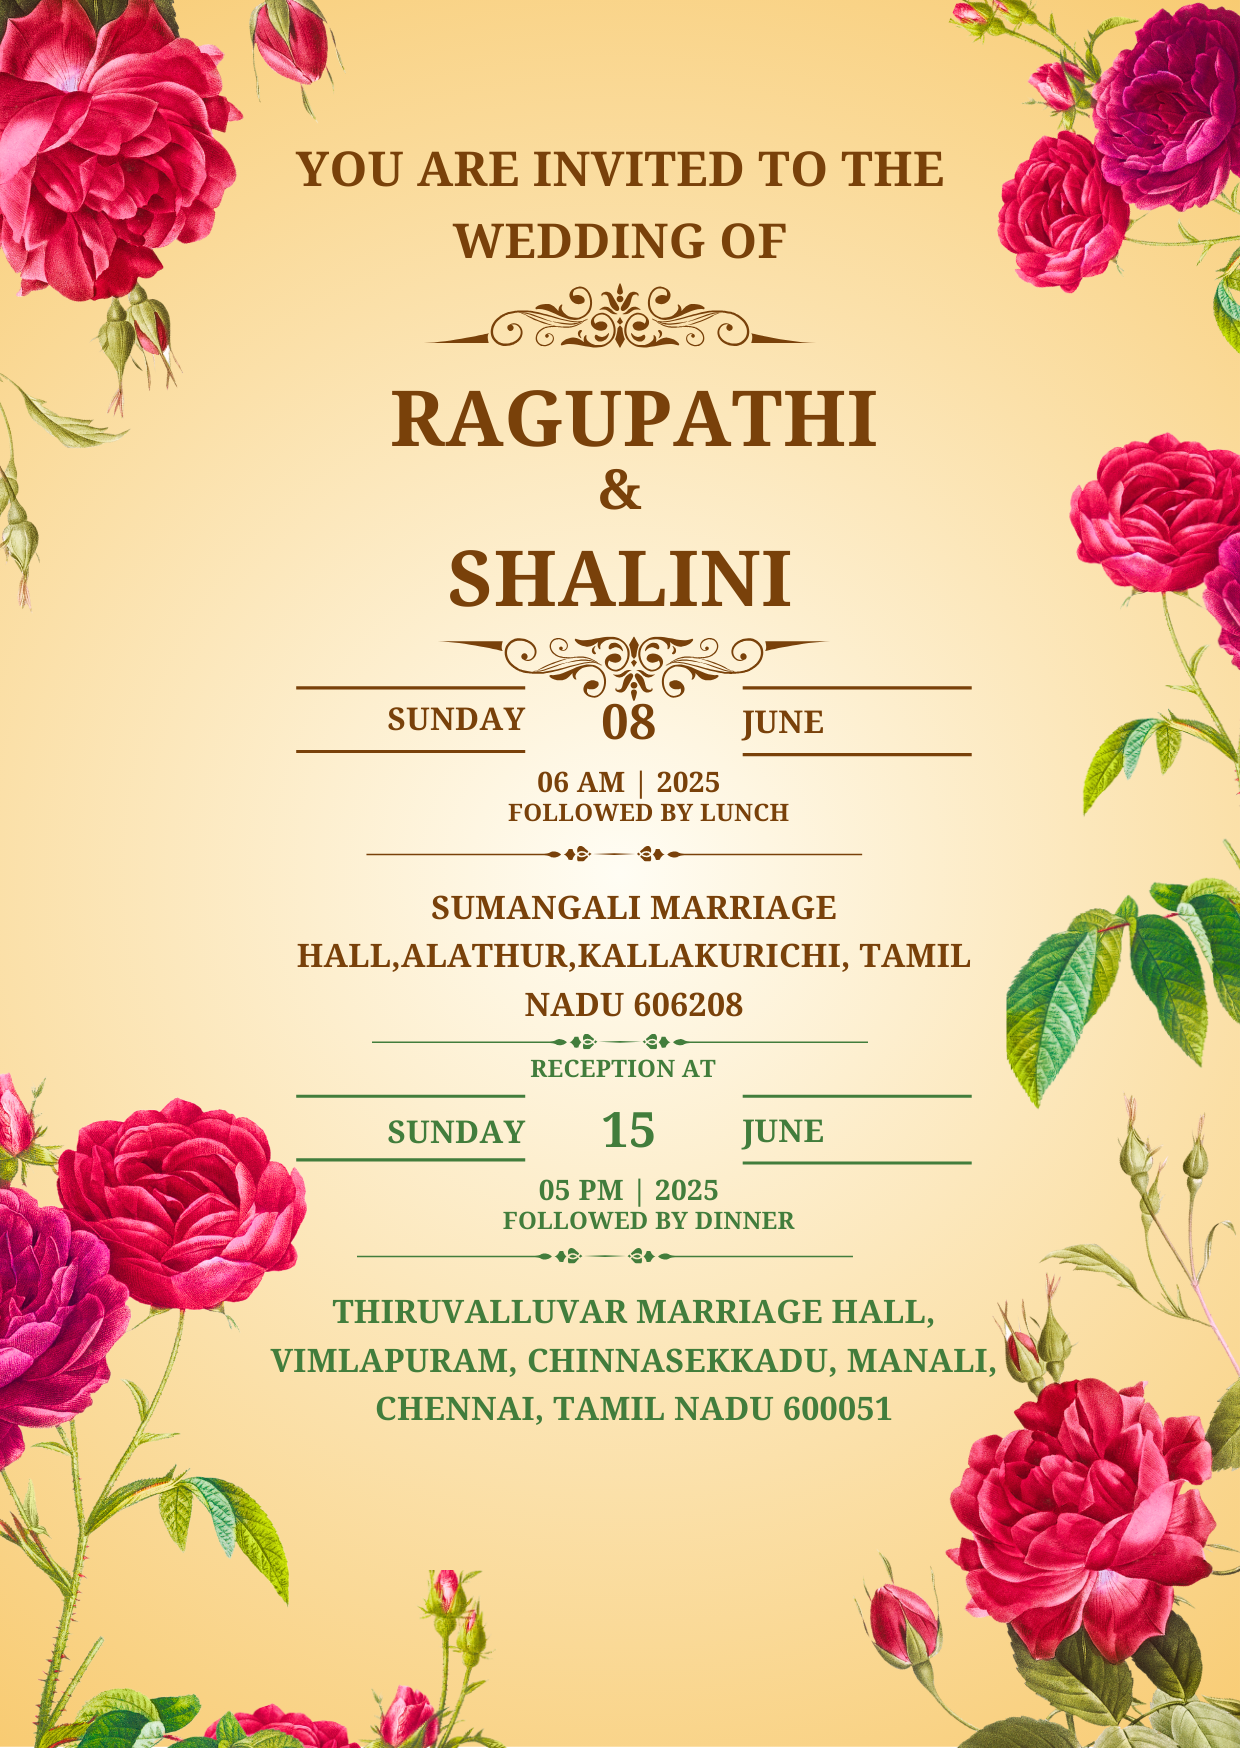 YOU ARE INVITED TO THE
WEDDING OF
RAGUPATHI
&
SHALINI
SUNDAY 08 JUNE
06 AM | 2025
FOLLOWED BY LUNCH
SUMANGALI MARRIAGE
HALL,ALATHUR,KALLAKURICHI, TAMIL
NADU 606208
RECEPTION AT
SUNDAY 15 JUNE
05 PM | 2025
FOLLOWED BY DINNER
THIRUVALLUVAR MARRIAGE HALL,
VIMLAPURAM, CHINNASEKKADU, MANALI,
CHENNAI, TAMIL NADU 600051